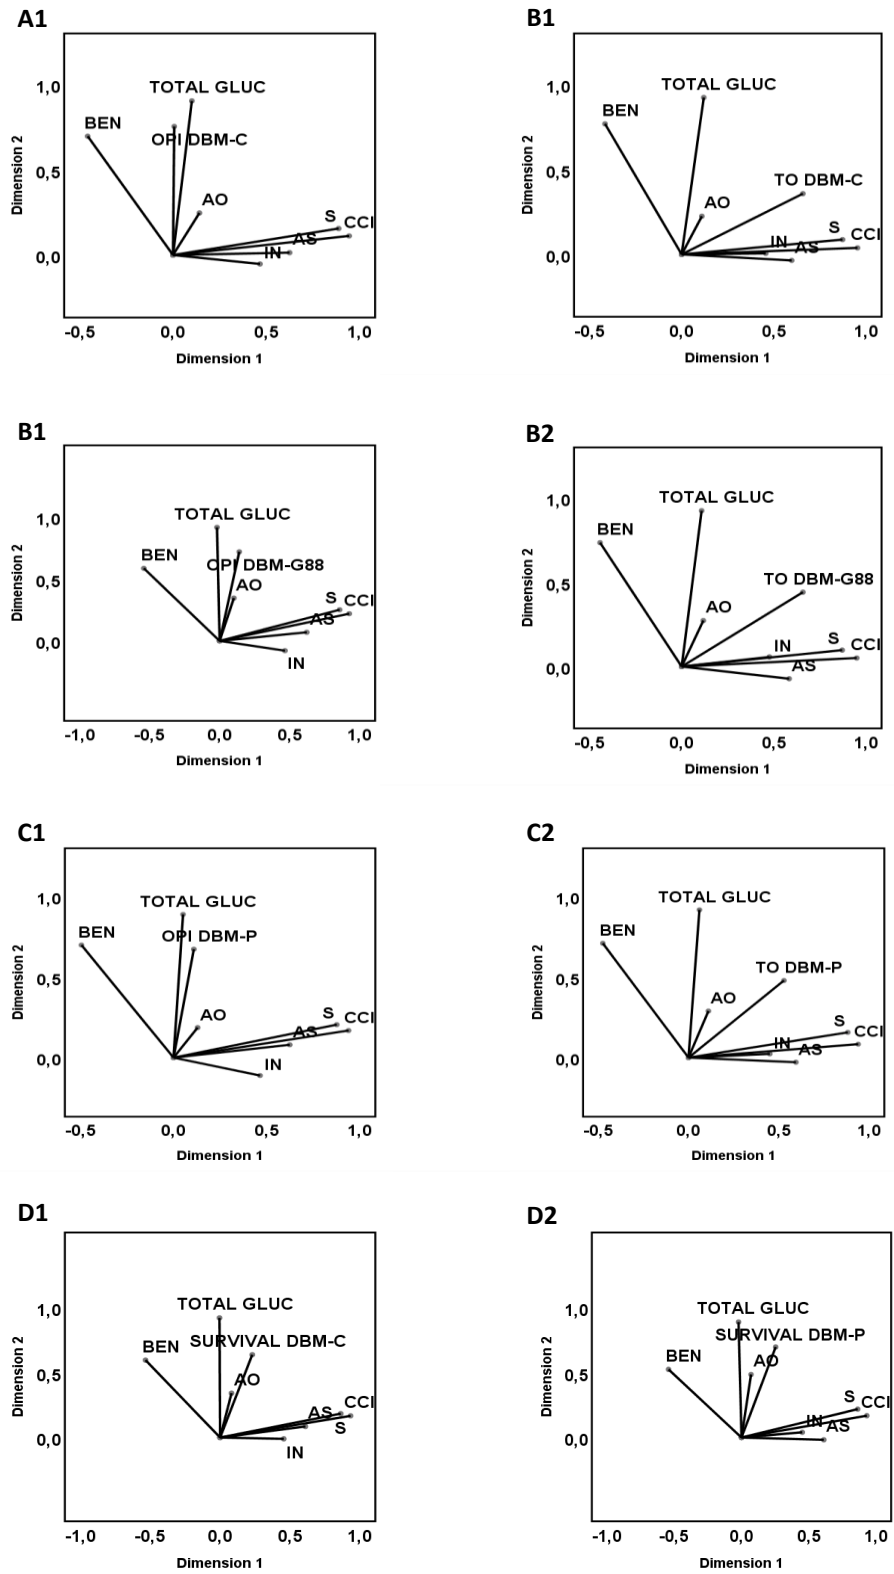 A1
1,0
TOTAL GLUC
BEN
OPI DBM-C
0,5
AO
S
CCI
AS
IN
0,0
Dimension 2
-0,5 0,0 0,5 1,0
Dimension 1
B1
1,0
TOTAL GLUC
BEN
0,5
TO DBM-C
AO
S
CCI
IN
AS
0,0
Dimension 2
-0,5 0,0 0,5 1,0
Dimension 1
B1
1,0
TOTAL GLUC
BEN
OPI DBM-G88
0,5
AO
S
CCI
AS
0,0
IN
Dimension 2
-1,0 -0,5 0,0 0,5 1,0
Dimension 1
B2
1,0
TOTAL GLUC
BEN
0,5
TO DBM-G88
AO
IN
S
CCI
AS
0,0
Dimension 2
-0,5 0,0 0,5 1,0
Dimension 1
C1
1,0
TOTAL GLUC
BEN
OPI DBM-P
0,5
AO
S
CCI
AS
IN
0,0
Dimension 2
-0,5 0,0 0,5 1,0
Dimension 1
C2
1,0
TOTAL GLUC
BEN
TO DBM-P
0,5
AO
S
CCI
IN
AS
0,0
Dimension 2
-0,5 0,0 0,5 1,0
Dimension 1
D1
1,0
TOTAL GLUC
BEN
SURVIVAL DBM-C
0,5
AO
AS
CCI
S
IN
0,0
Dimension 2
-1,0 -0,5 0,0 0,5 1,0
Dimension 1
D2
1,0
TOTAL GLUC
SURVIVAL DBM-P
BEN
AO
0,5
S
CCI
IN
AS
0,0
Dimension 2
-1,0 -0,5 0,0 0,5 1,0
Dimension 1